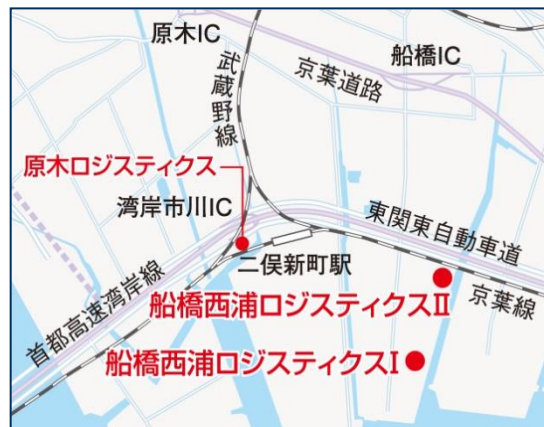 原木IC
船橋IC
武蔵野線
京葉道路
原木ロジスティクス
湾岸市川IC
東関東自動車道
二俣新町駅
首都高速湾岸線
船橋西浦ロジスティクスⅡ
京葉線
船橋西浦ロジスティクスⅠ